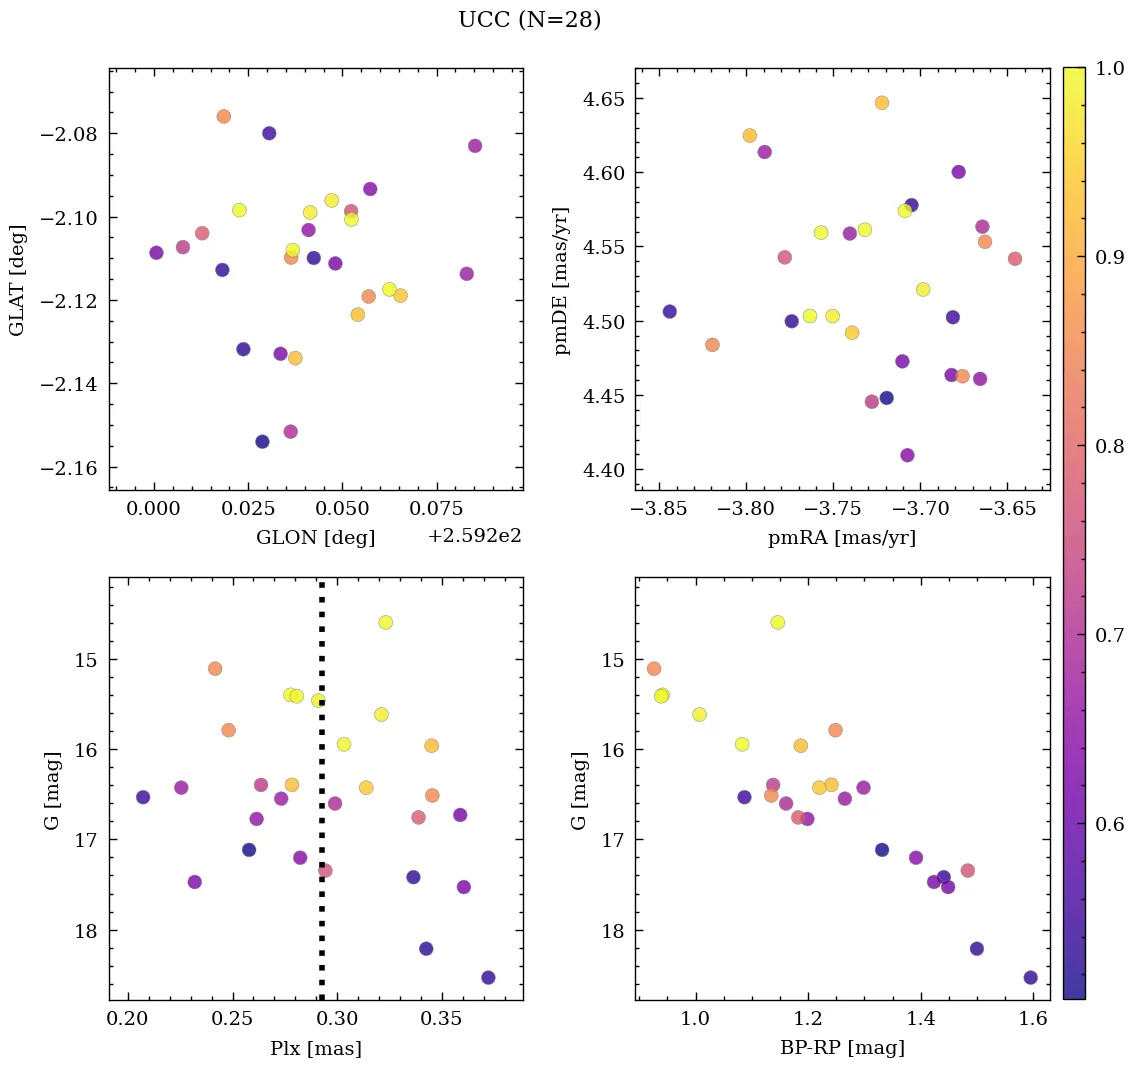 UCC (N=28)
−2.08
−2.10
−2.12
−2.14
−2.16
GLAT [deg]
0.000 0.025 0.050 0.075
GLON [deg]
+2.592e2
4.65
4.60
4.55
4.50
4.45
4.40
pmDE [mas/yr]
−3.85 −3.80 −3.75 −3.70 −3.65
pmRA [mas/yr]
1.0
0.9
0.8
0.7
0.6
15
16
17
18
G [mag]
0.20 0.25 0.30 0.35
Plx [mas]
15
16
17
18
G [mag]
1.0 1.2 1.4 1.6
BP-RP [mag]